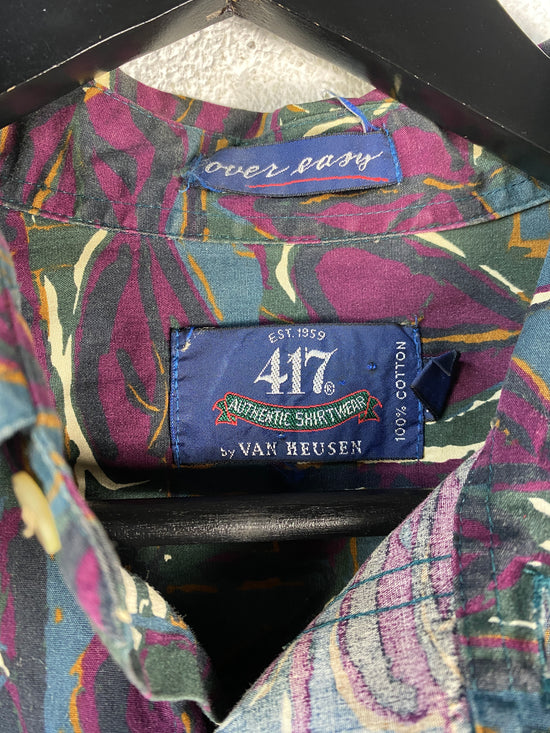 over easy
EST. 1959
417®
AUTHENTIC SHIRTWEAR
by VAN HEUSEN
100% COTTON